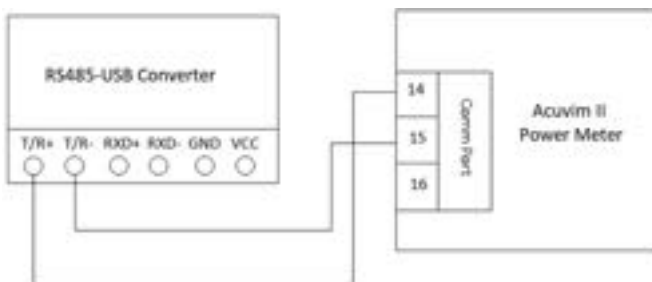 RS485-USB Converter
T/R+ T/R- RXD+ RXD- GND VCC
14
15
16
Comm Port
Acuvim II
Power Meter